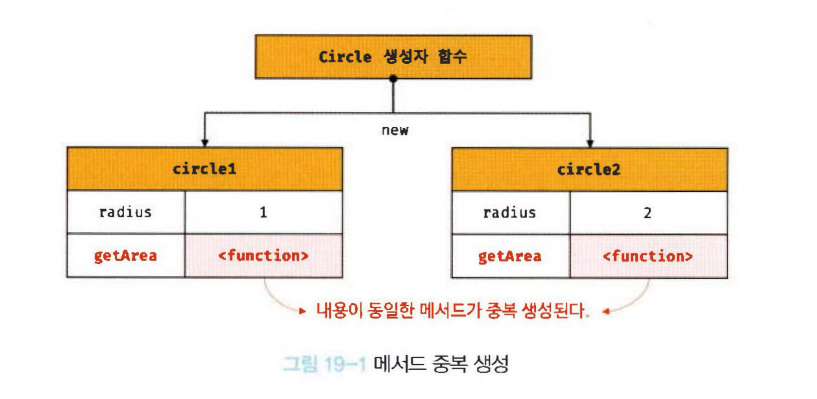 Circle 생성자 함수
new
circle1
circle2
radius 1
radius 2
getArea <function>
getArea <function>
내용이 동일한 메서드가 중복 생성된다.
그림 19-1 메서드 중복 생성